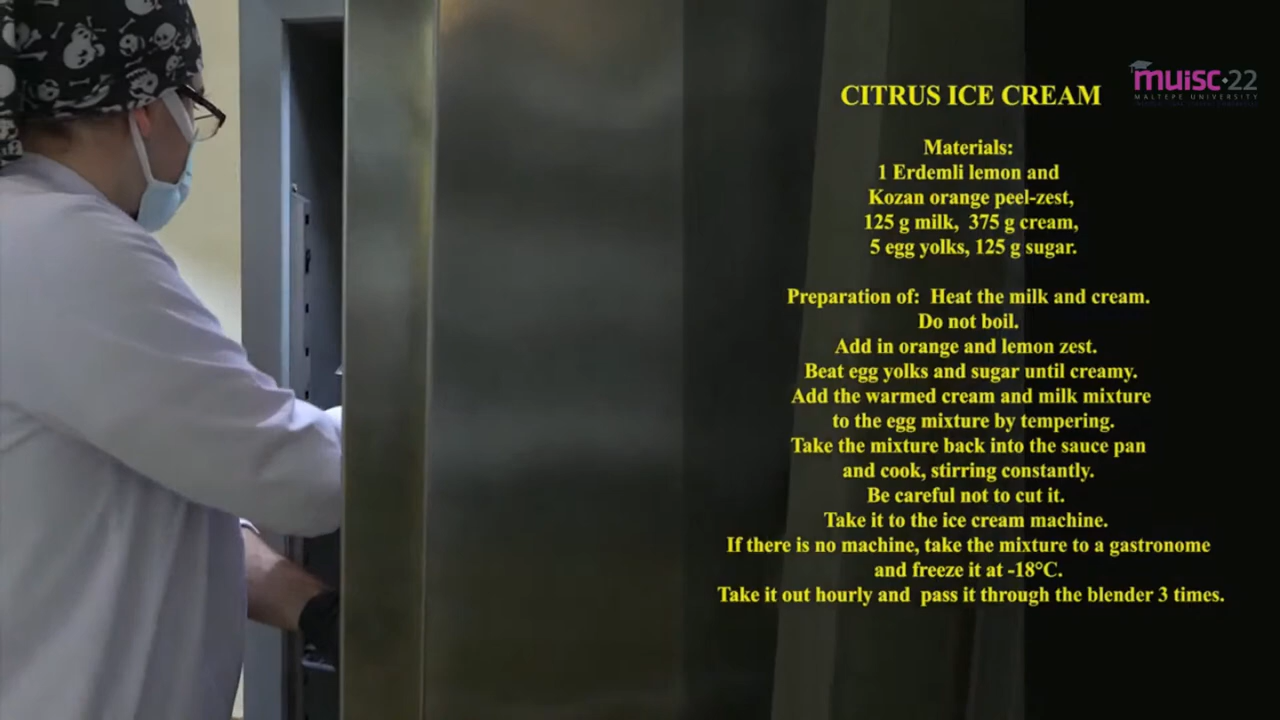 muisc·22
MALTEPE UNIVERSITY
CITRUS ICE CREAM
Materials:
1 Erdemli lemon and
Kozan orange peel-zest,
125 g milk, 375 g cream,
5 egg yolks, 125 g sugar.
Preparation of: Heat the milk and cream.
Do not boil.
Add in orange and lemon zest.
Beat egg yolks and sugar until creamy.
Add the warmed cream and milk mixture
to the egg mixture by tempering.
Take the mixture back into the sauce pan
and cook, stirring constantly.
Be careful not to cut it.
Take it to the ice cream machine.
If there is no machine, take the mixture to a gastronome
and freeze it at -18°C.
Take it out hourly and pass it through the blender 3 times.